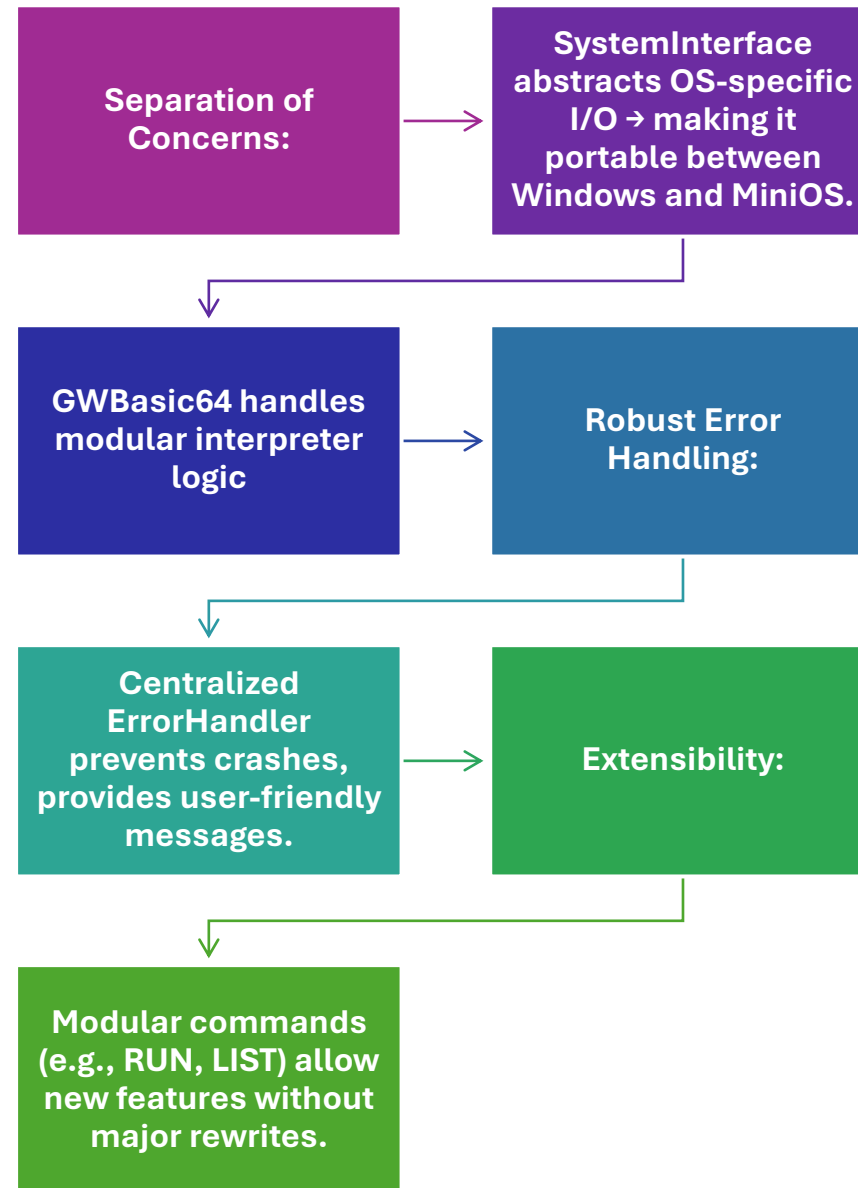 Separation of
Concerns:
SystemInterface
abstracts OS-specific
I/O → making it
portable between
Windows and MiniOS.
GWBasic64 handles
modular interpreter
logic
Robust Error
Handling:
Centralized
ErrorHandler
prevents crashes,
provides user-friendly
messages.
Extensibility:
Modular commands
(e.g., RUN, LIST) allow
new features without
major rewrites.